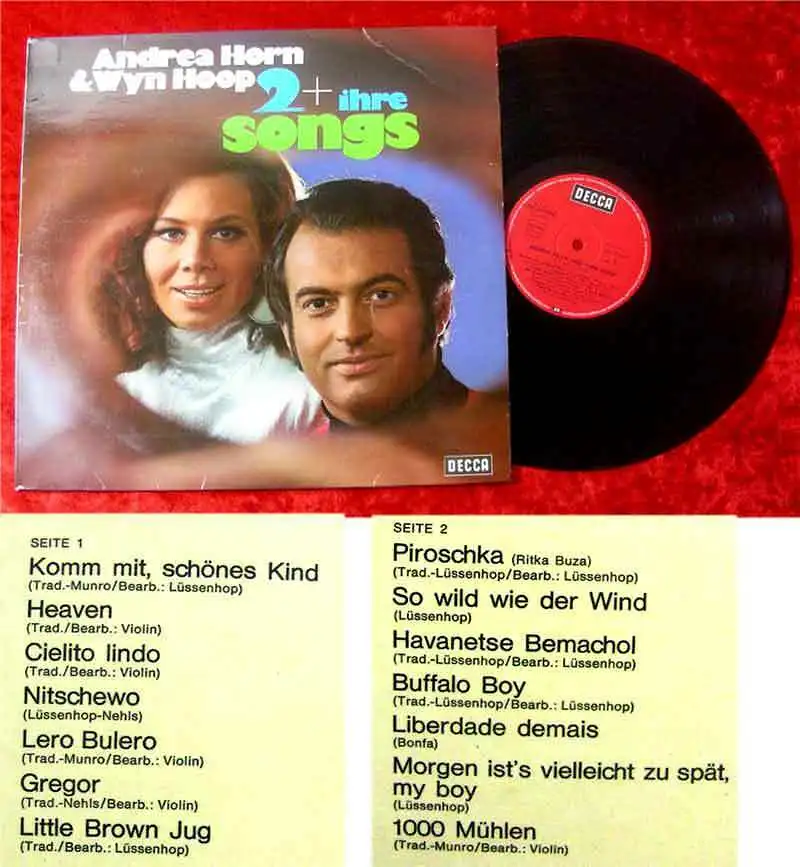 Andrea Horn
& Wyn Hoop
2 + ihre
songs
DECCA
DECCA
SEITE 1
Komm mit, schönes Kind
(Trad.-Munro/Bearb.: Lüssenhop)
Heaven
(Trad./Bearb.: Violin)
Cielito lindo
(Trad./Bearb.: Violin)
Nitschewo
(Lüssenhop-Nehls)
Lero Bulero
(Trad.-Munro/Bearb.: Violin)
Gregor
(Trad.-Nehls/Bearb.: Violin)
Little Brown Jug
(Trad./Bearb.: Lüssenhop)
SEITE 2
Piroschka (Ritka Buza)
(Trad.-Lüssenhop/Bearb.: Lüssenhop)
So wild wie der Wind
(Lüssenhop)
Havanetse Bemachol
(Trad.-Lüssenhop/Bearb.: Lüssenhop)
Buffalo Boy
(Trad.-Lüssenhop/Bearb.: Lüssenhop)
Liberdade demais
(Bonfa)
Morgen ist's vielleicht zu spät,
my boy
(Lüssenhop)
1000 Mühlen
(Trad.-Munro/Bearb.: Violin)